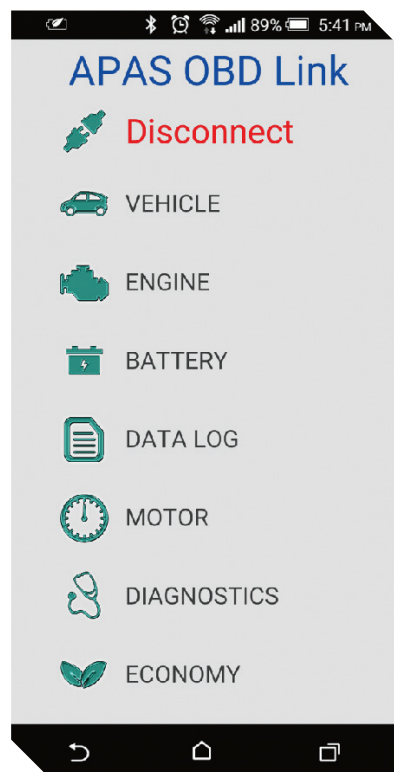 89% 5:41 PM
APAS OBD Link
Disconnect
VEHICLE
ENGINE
BATTERY
DATA LOG
MOTOR
DIAGNOSTICS
ECONOMY